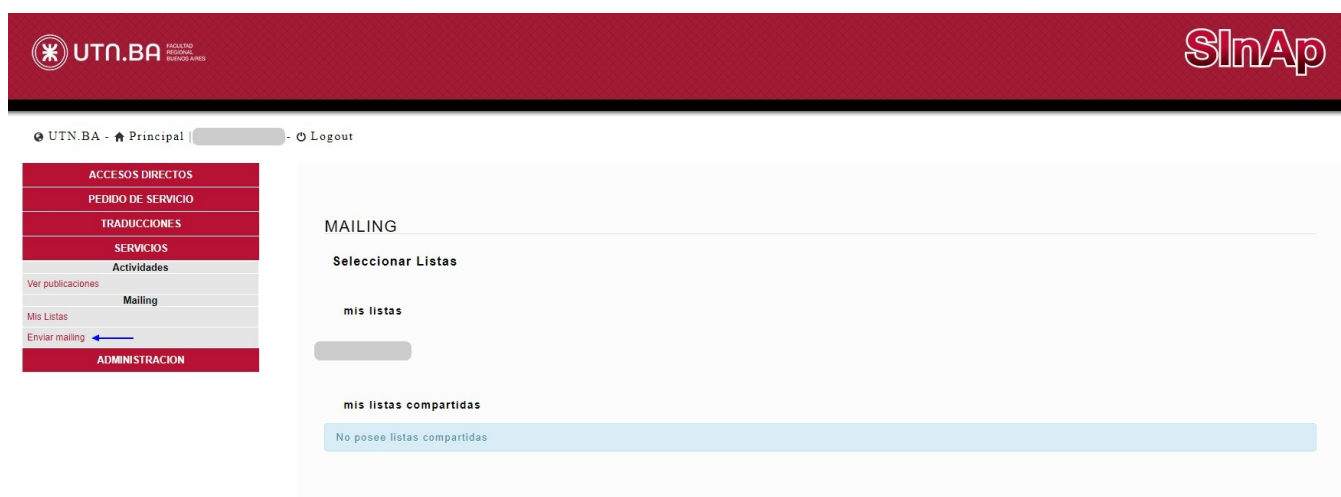 UTN.BA FACULTAD REGIONAL BUENOS AIRES
SInAp
UTN.BA - Principal | - Logout
ACCESOS DIRECTOS
PEDIDO DE SERVICIO
TRADUCCIONES
SERVICIOS
Actividades
Ver publicaciones
Mailing
Mis Listas
Enviar mailing
ADMINISTRACION
MAILING
Seleccionar Listas
mis listas
mis listas compartidas
No posee listas compartidas